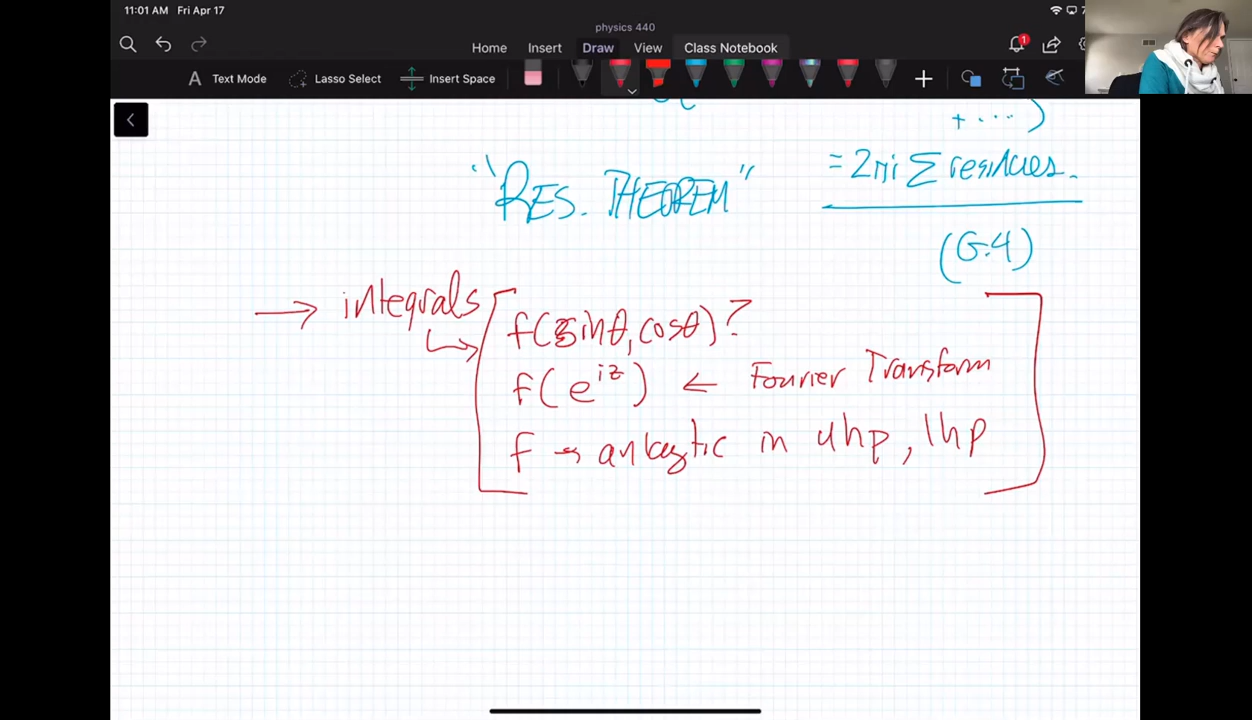 11:01 AM Fri Apr 17
physics 440
Home Insert Draw View Class Notebook
1
Text Mode Lasso Select Insert Space
+ ....)
"RES. THEOREM"
= 2πi ∑ residues.
(G.4)
→ integrals
f(sinθ, cosθ)?
f(e^{iz}) ← Fourier Transform
f → analytic in uhp, lhp